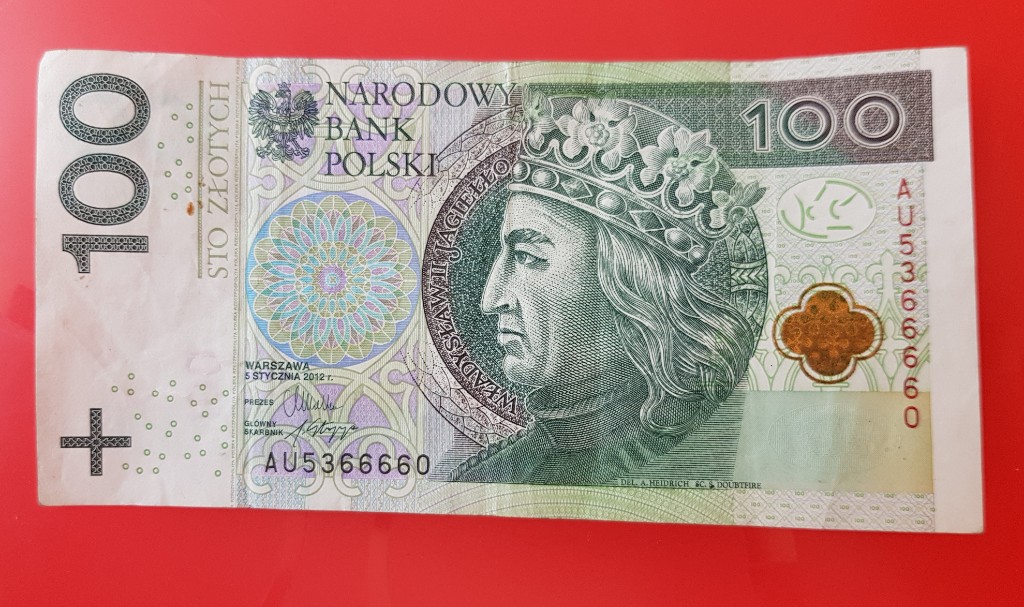 100
STO ZŁOTYCH
NARODOWY
BANK
POLSKI
WŁADYSŁAW II JAGIEŁŁO
100
AU5366660
WARSZAWA
5 STYCZNIA 2012 r.
PREZES
GŁÓWNY
SKARBNIK
AU5366660
DEL. A. HEIDRICH SC. S. DOUBTFIRE